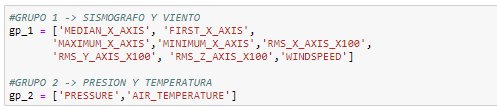 #GRUPO 1 -> SISMOGRAFO Y VIENTO
gp_1 = ['MEDIAN_X_AXIS', 'FIRST_X_AXIS',
'MAXIMUM_X_AXIS','MINIMUM_X_AXIS','RMS_X_AXIS_X100',
'RMS_Y_AXIS_X100', 'RMS_Z_AXIS_X100','WINDSPEED']
#GRUPO 2 -> PRESION Y TEMPERATURA
gp_2 = ['PRESSURE','AIR_TEMPERATURE']